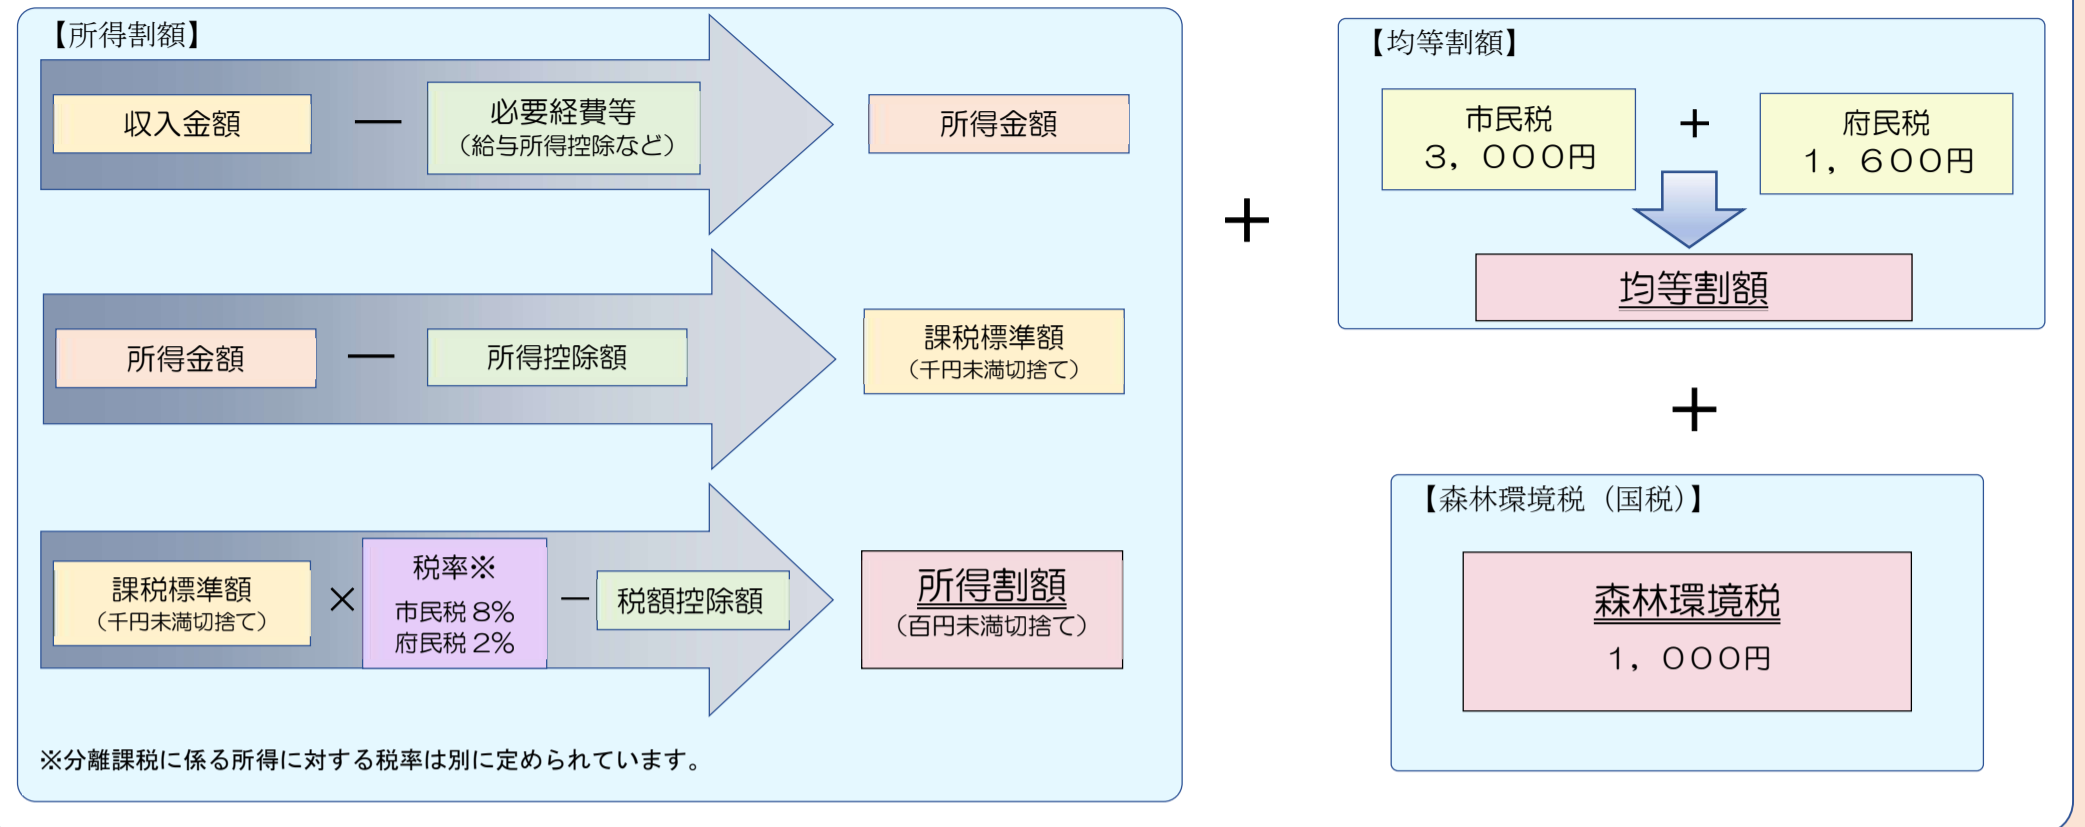 【所得割額】
収入金額
－
必要経費等
（給与所得控除など）
所得金額
所得金額
－
所得控除額
課税標準額
（千円未満切捨て）
課税標準額
（千円未満切捨て）
×
税率※
市民税8%
府民税2%
－
税額控除額
所得割額
（百円未満切捨て）
※分離課税に係る所得に対する税率は別に定められています。
＋
【均等割額】
市民税
３，０００円
＋
府民税
１，６００円
均等割額
＋
【森林環境税（国税）】
森林環境税
１，０００円